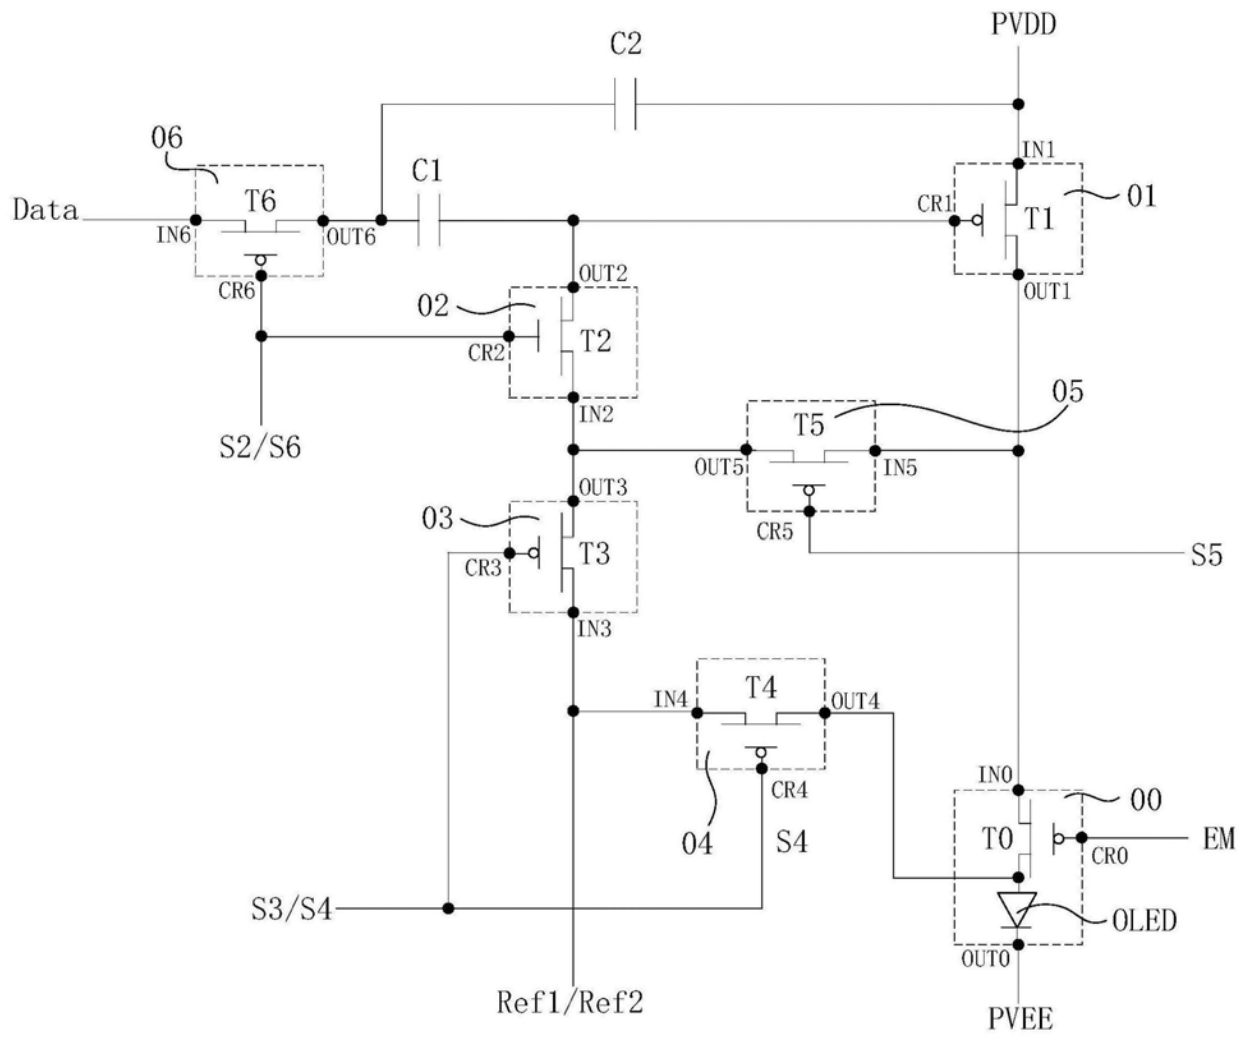 PVDD
C2
06
C1
IN1
T6
01
Data
CR1
T1
IN6
OUT6
CR6
OUT2
OUT1
02
T2
CR2
05
IN2
T5
S2/S6
OUT5
IN5
OUT3
03
CR5
T3
CR3
S5
IN3
T4
IN4
OUT4
IN0
CR4
00
04
S4
T0
EM
CR0
S3/S4
OLED
OUT0
Ref1/Ref2
PVEE